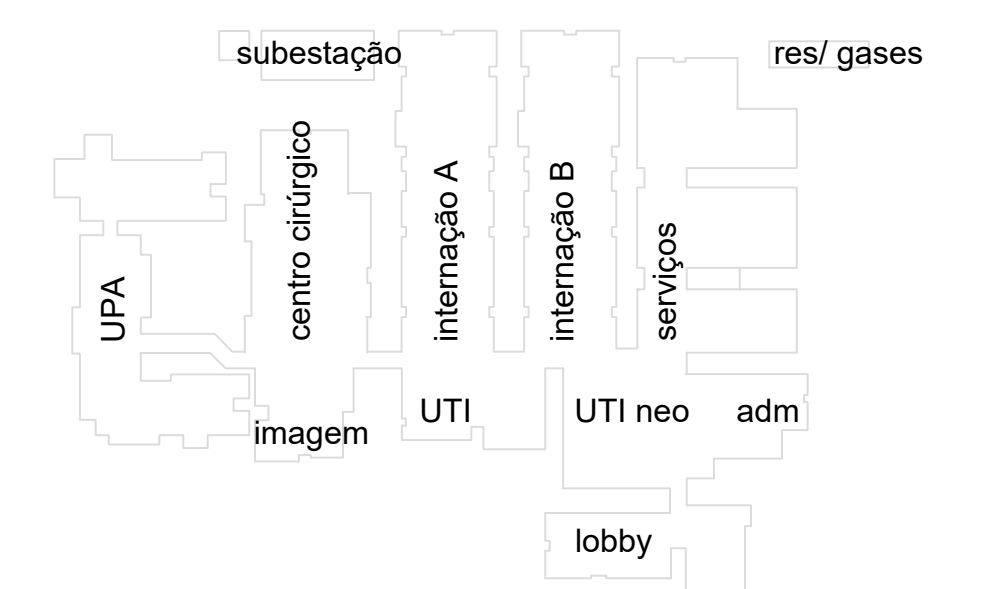 subestação
res/ gases
centro cirúrgico
internação A
internação B
serviços
UPA
UTI
UTI neo
adm
imagem
lobby